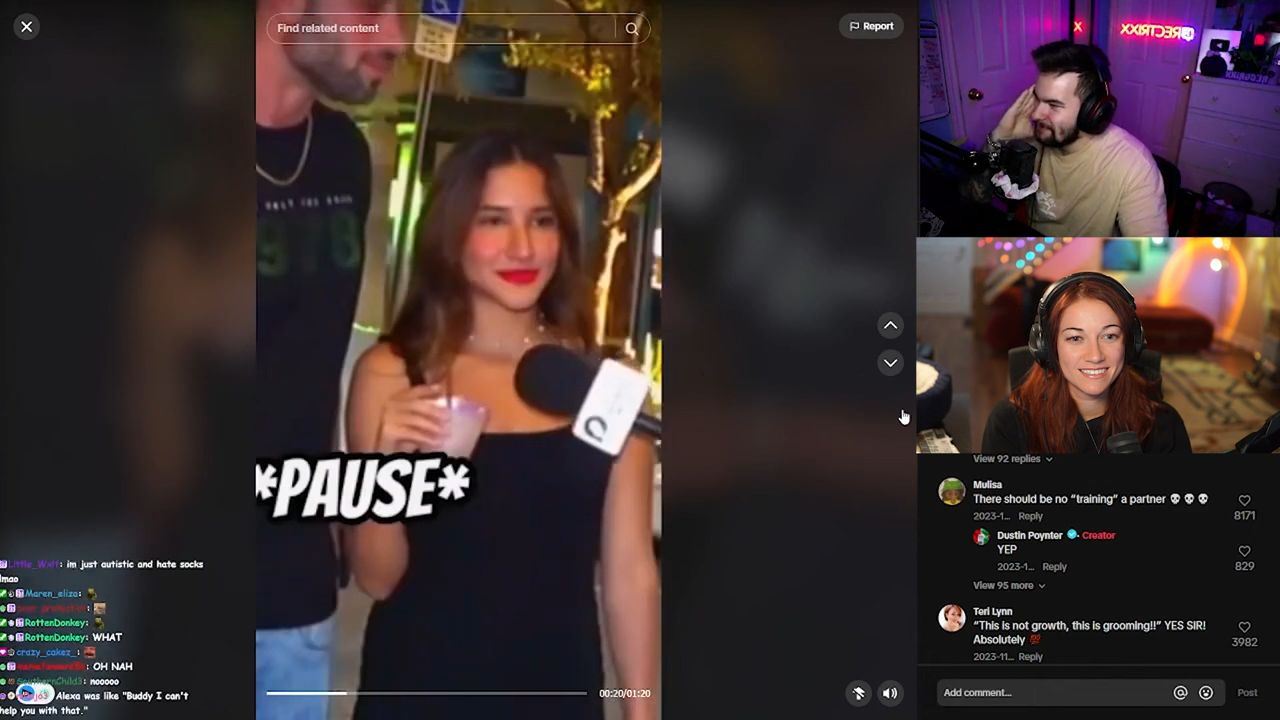 Find related content
Report
*PAUSE*
00:20/01:20
Little_Wxlf: im just autistic and hate socks
lmao
Maren_eliza:
RottenDonkey:
RottenDonkey: WHAT
crazy_cakez_:
: OH NAH
SouthernChild3: nooooo
Alexa was like "Buddy I can't
help you with that."
View 92 replies
Mulisa
There should be no “training” a partner 💀 💀 💀
2023-1... Reply
8171
Dustin Poynter · Creator
YEP
2023-1... Reply
829
View 95 more
Teri Lynn
“This is not growth, this is grooming!!” YES SIR!
Absolutely 💯
2023-11... Reply
3982
Add comment...
Post